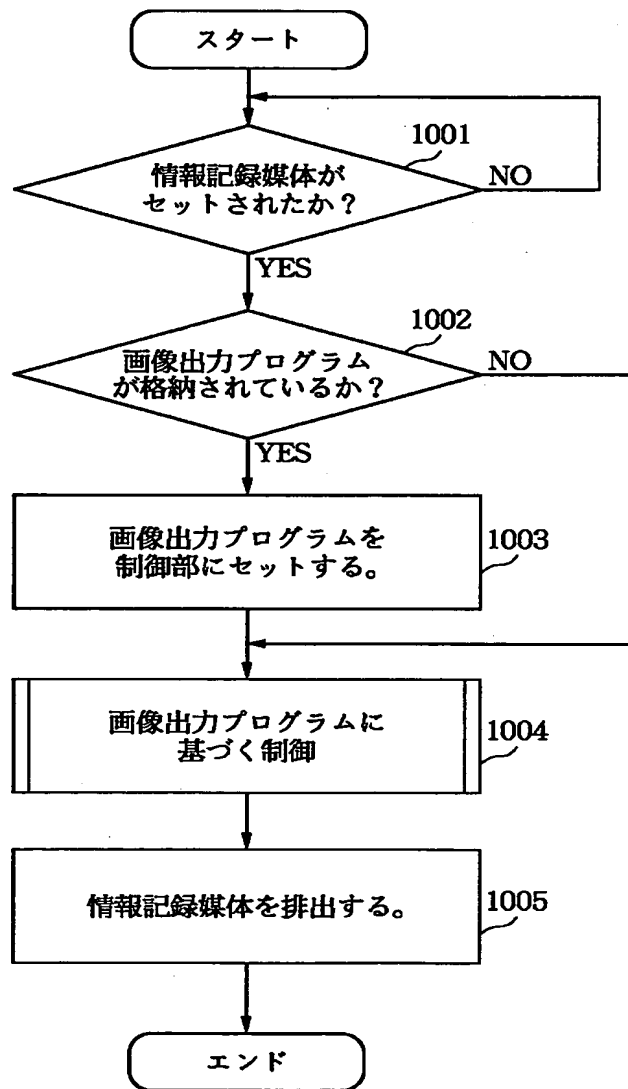 スタート
1001
情報記録媒体が
セットされたか？
NO
YES
1002
画像出力プログラム
が格納されているか？
NO
YES
画像出力プログラムを
制御部にセットする。
1003
画像出力プログラムに
基づく制御
1004
情報記録媒体を排出する。
1005
エンド